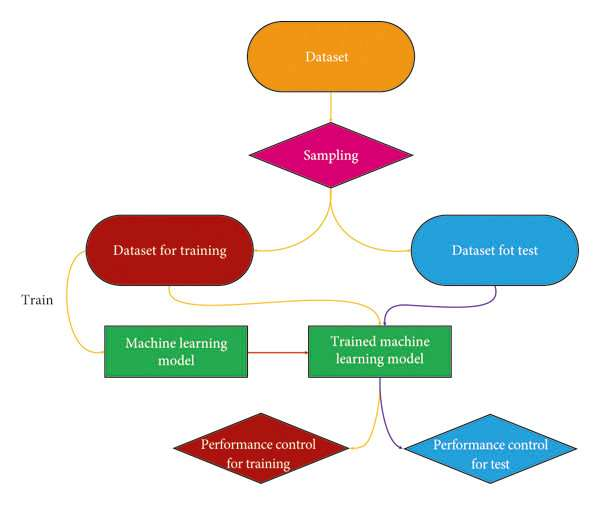 Dataset
Sampling
Dataset for training
Dataset fot test
Train
Machine learning
model
Trained machine
learning model
Performance control
for training
Performance control
for test